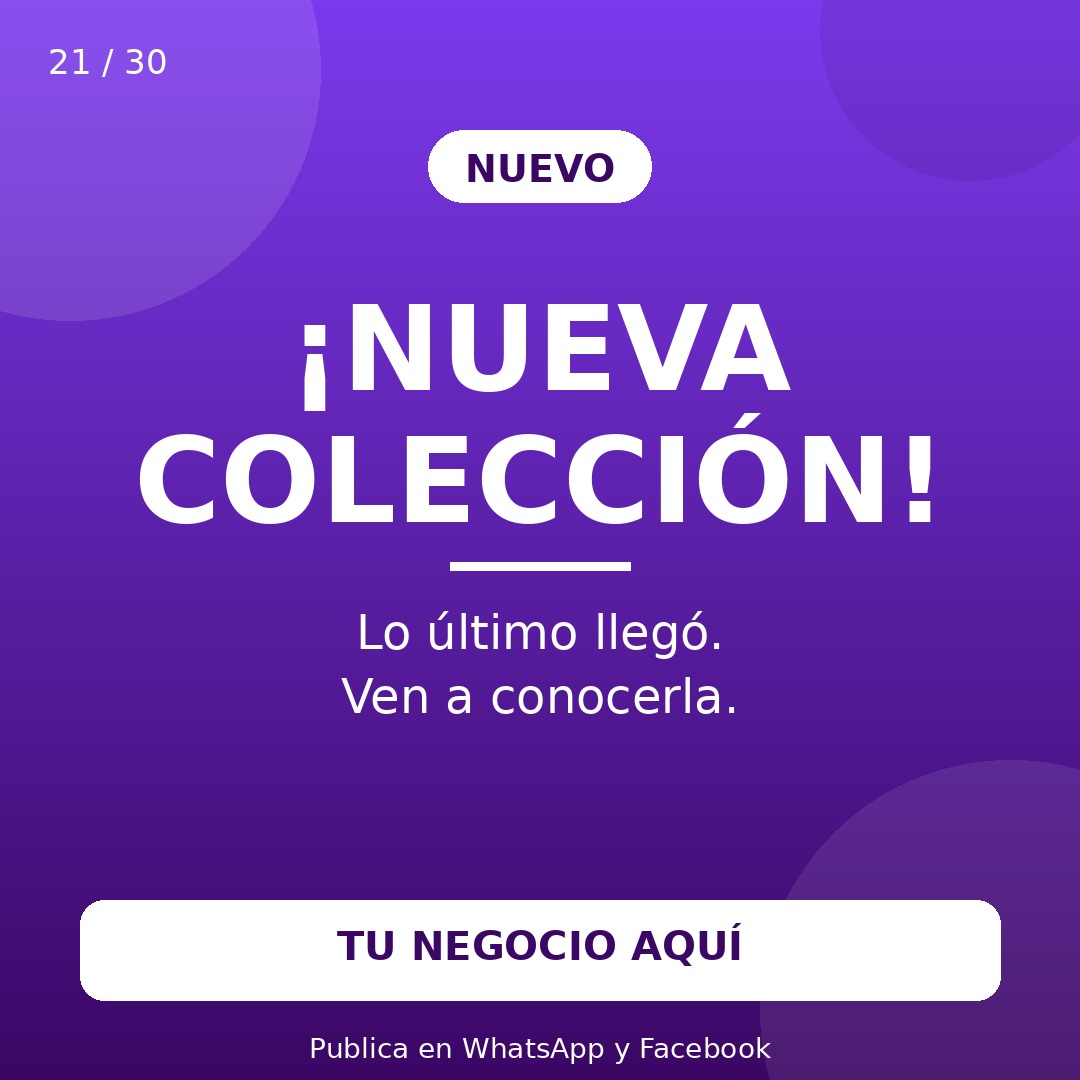 21 / 30
NUEVO
¡NUEVA
COLECCIÓN!
Lo último llegó.
Ven a conocerla.
TU NEGOCIO AQUÍ
Publica en WhatsApp y Facebook